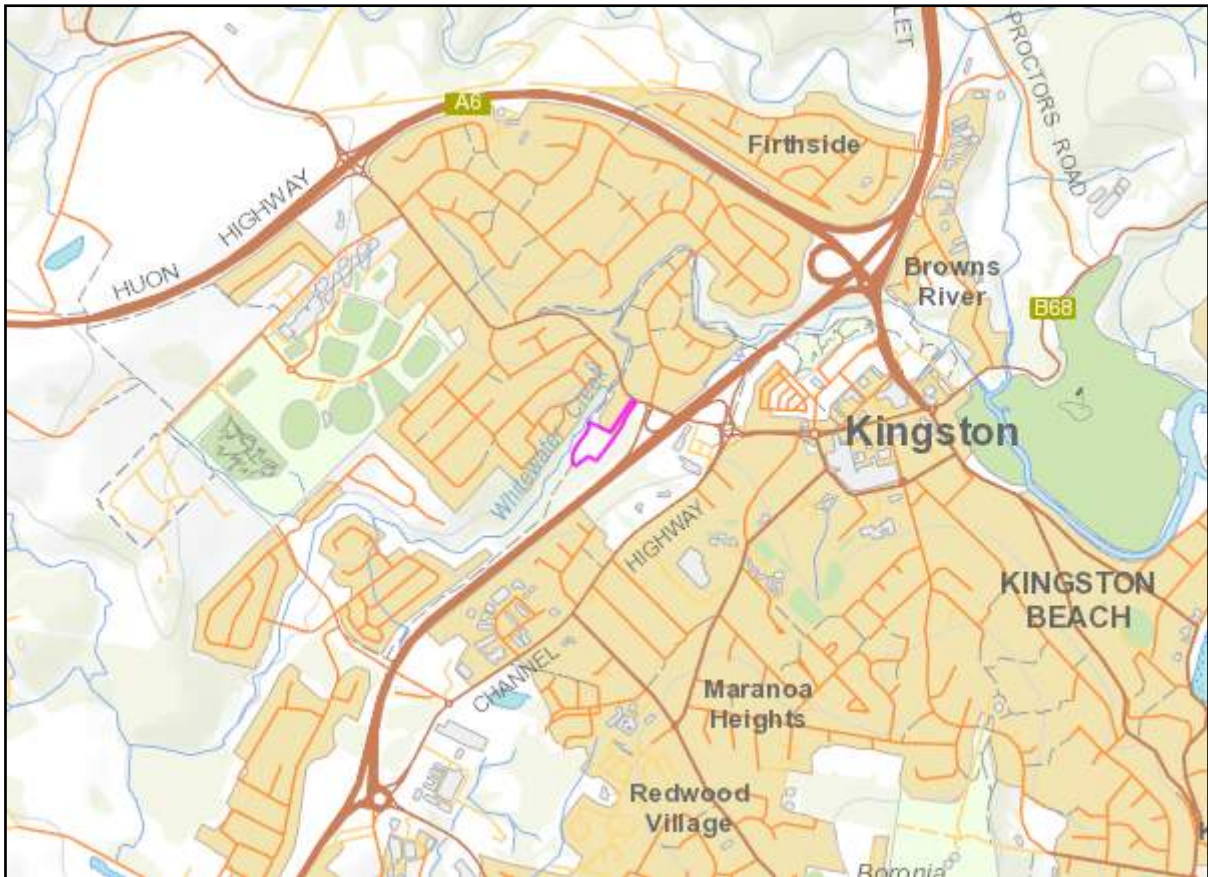 LET
PROCTORS ROAD
A6
Firthside
HIGHWAY
HUON
Browns
River
B68
Whitewater Creek
Kingston
HIGHWAY
CHANNEL
KINGSTON
BEACH
Maranoa
Heights
Redwood
Village
Boronia
K